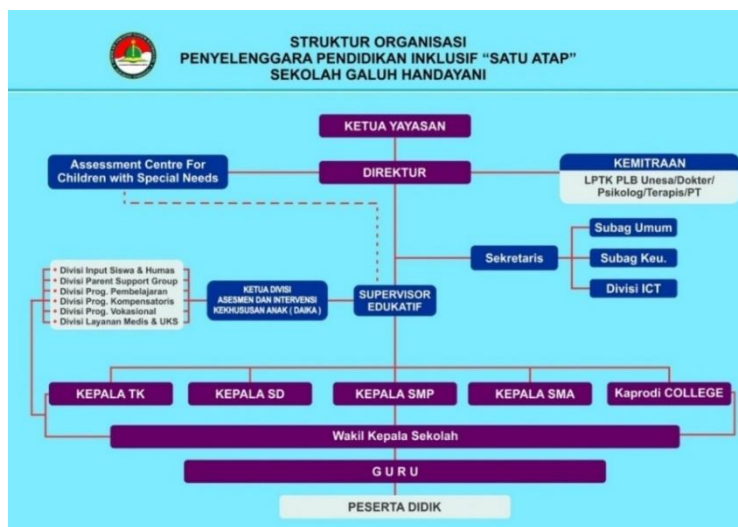 STRUKTUR ORGANISASI
PENYELENGGARA PENDIDIKAN INKLUSIF “SATU ATAP”
SEKOLAH GALUH HANDAYANI
KETUA YAYASAN
Assessment Centre For
Children with Special Needs
DIREKTUR
KEMITRAAN
LPTK PLB Unesa/Dokter/
Psikolog/Terapis/PT
Sekretaris
Subag Umum
Subag Keu.
Divisi ICT
• Divisi Input Siswa & Humas
• Divisi Parent Support Group
• Divisi Prog. Pembelajaran
• Divisi Prog. Kompensatoris
• Divisi Prog. Vokasional
• Divisi Layanan Medis & UKS
KETUA DIVISI
ASESMEN DAN INTERVENSI
KEKHUSUSAN ANAK ( DAIKA )
SUPERVISOR
EDUKATIF
KEPALA TK
KEPALA SD
KEPALA SMP
KEPALA SMA
Kaprodi COLLEGE
Wakil Kepala Sekolah
G U R U
PESERTA DIDIK